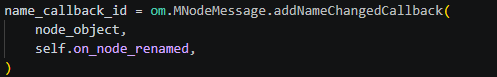 name_callback_id = om.MNodeMessage.addNameChangedCallback(
    node_object,
    self.on_node_renamed,
)